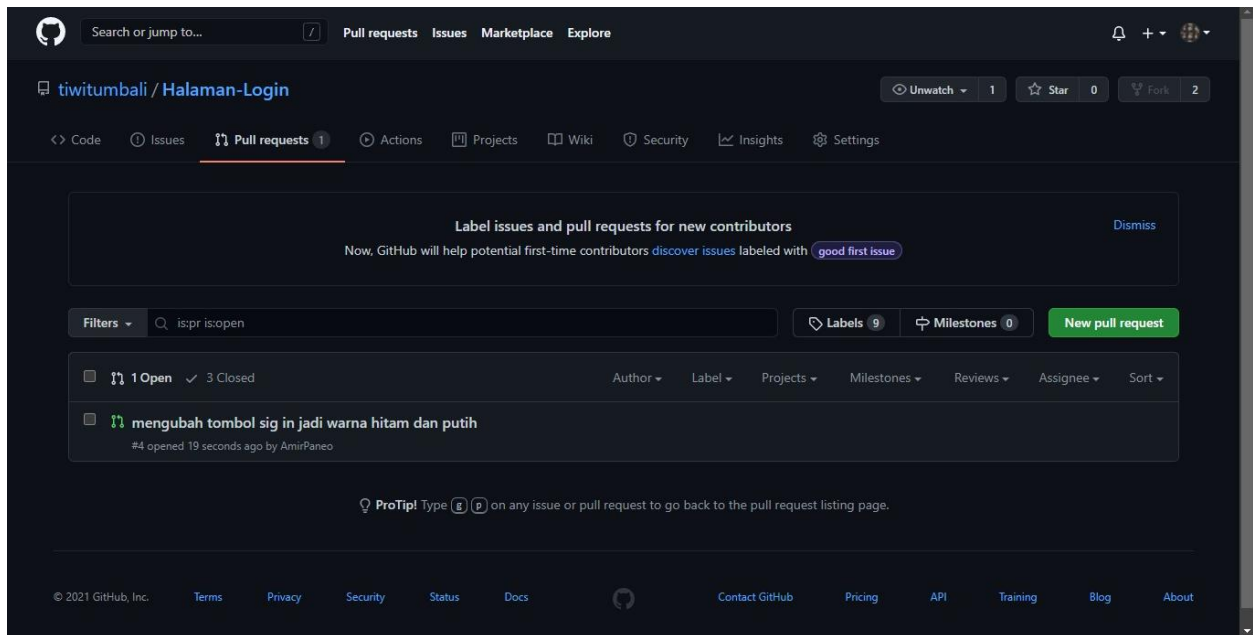 Search or jump to... / Pull requests Issues Marketplace Explore
tiwitumbali / Halaman-Login Unwatch 1 Star 0 Fork 2
Code Issues Pull requests 1 Actions Projects Wiki Security Insights Settings
Label issues and pull requests for new contributors Dismiss
Now, GitHub will help potential first-time contributors discover issues labeled with good first issue
Filters is:pr is:open Labels 9 Milestones 0 New pull request
1 Open 3 Closed Author Label Projects Milestones Reviews Assignee Sort
mengubah tombol sig in jadi warna hitam dan putih
#4 opened 19 seconds ago by AmirPaneo
ProTip! Type g p on any issue or pull request to go back to the pull request listing page.
© 2021 GitHub, Inc. Terms Privacy Security Status Docs Contact GitHub Pricing API Training Blog About